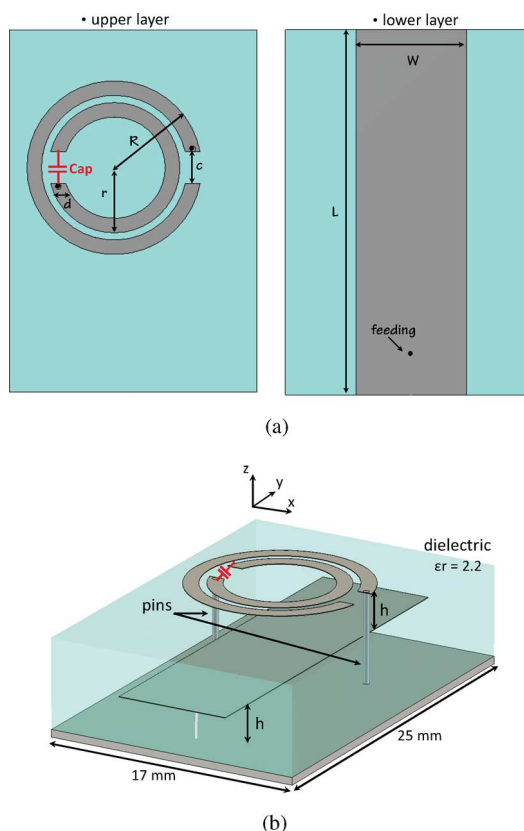 • upper layer
• lower layer
W
R
Cap
c
r
d
L
feeding
(a)
z
y
x
dielectric
εr = 2.2
pins
h
h
25 mm
17 mm
(b)